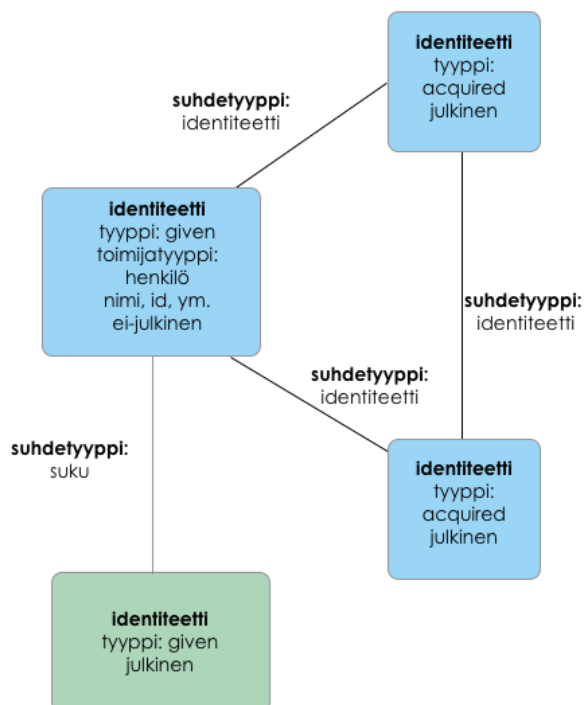 identiteetti
tyyppi:
acquired
julkinen
suhdetyyppi:
identiteetti
identiteetti
tyyppi: given
toimijatyyppi:
henkilö
nimi, id, ym.
ei-julkinen
suhdetyyppi:
identiteetti
suhdetyyppi:
identiteetti
suhdetyyppi:
suku
identiteetti
tyyppi:
acquired
julkinen
identiteetti
tyyppi: given
julkinen